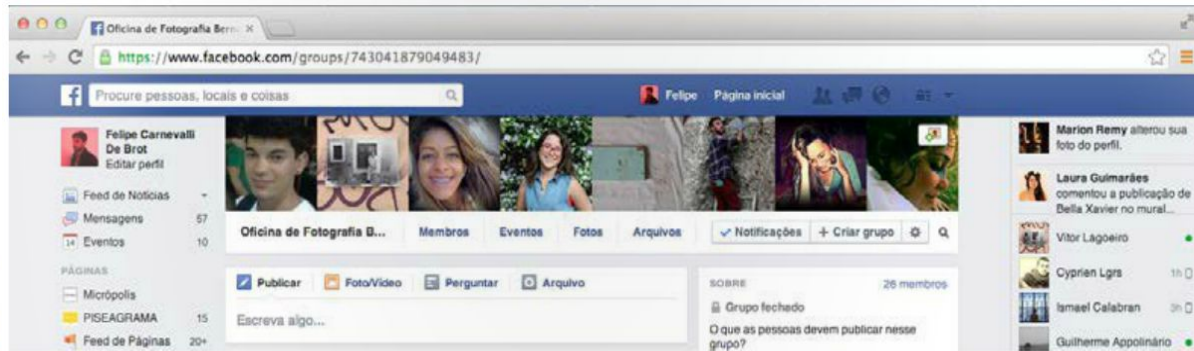 Oficina de Fotografia Bern
https://www.facebook.com/groups/743041879049483/
Procure pessoas, locais e coisas
Felipe
Página inicial
Felipe Carnevalli
De Brot
Editar perfil
Feed de Notícias
Mensagens 57
Eventos 10
PÁGINAS
Micrópolis
PISEAGRAMA 15
Feed de Páginas 20+
Oficina de Fotografia B...
Membros
Eventos
Fotos
Arquivos
Notificações
+ Criar grupo
Publicar
Foto/Vídeo
Perguntar
Arquivo
Escreva algo...
SOBRE
26 membros
Grupo fechado
O que as pessoas devem publicar nesse
grupo?
Marion Remy alterou sua
foto do perfil.
Laura Guimarães
comentou a publicação de
Bella Xavier no mural...
Vitor Lagoeiro
Cyprien Lgrs 1h
Ismael Calabran 3h
Guilherme Appolinário